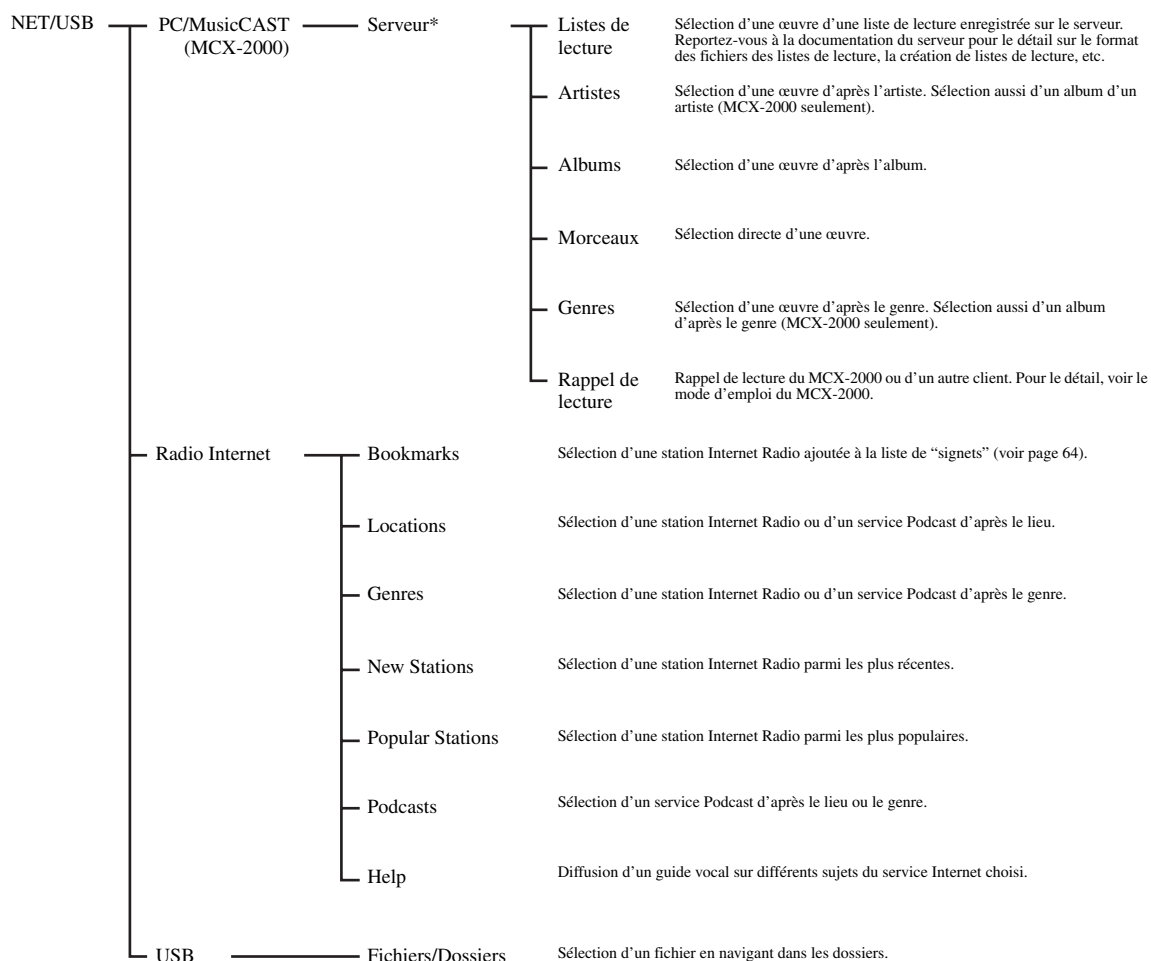 NET/USB
PC/MusicCAST
(MCX-2000)
Serveur*
Listes de
lecture
Sélection d'une œuvre d'une liste de lecture enregistrée sur le serveur.
Reportez-vous à la documentation du serveur pour le détail sur le format
des fichiers des listes de lecture, la création de listes de lecture, etc.
Artistes
Sélection d'une œuvre d'après l'artiste. Sélection aussi d'un album d'un
artiste (MCX-2000 seulement).
Albums
Sélection d'une œuvre d'après l'album.
Morceaux
Sélection directe d'une œuvre.
Genres
Sélection d'une œuvre d'après le genre. Sélection aussi d'un album
d'après le genre (MCX-2000 seulement).
Rappel de
lecture
Rappel de lecture du MCX-2000 ou d'un autre client. Pour le détail, voir le
mode d'emploi du MCX-2000.
Radio Internet
Bookmarks
Sélection d'une station Internet Radio ajoutée à la liste de “signets” (voir page 64).
Locations
Sélection d'une station Internet Radio ou d'un service Podcast d'après le lieu.
Genres
Sélection d'une station Internet Radio ou d'un service Podcast d'après le genre.
New Stations
Sélection d'une station Internet Radio parmi les plus récentes.
Popular Stations
Sélection d'une station Internet Radio parmi les plus populaires.
Podcasts
Sélection d'un service Podcast d'après le lieu ou le genre.
Help
Diffusion d'un guide vocal sur différents sujets du service Internet choisi.
USB
Fichiers/Dossiers
Sélection d'un fichier en navigant dans les dossiers.